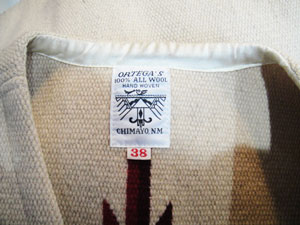 ORTEGA'S
100% ALL WOOL
HAND WOVEN
CHIMAYO, N.M.
38